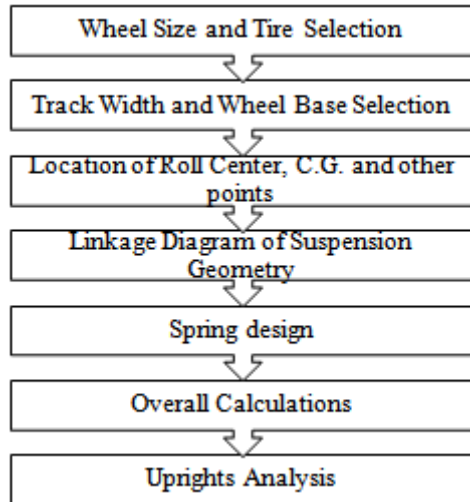 Wheel Size and Tire Selection
Track Width and Wheel Base Selection
Location of Roll Center, C.G. and other
points
Linkage Diagram of Suspension
Geometry
Spring design
Overall Calculations
Uprights Analysis